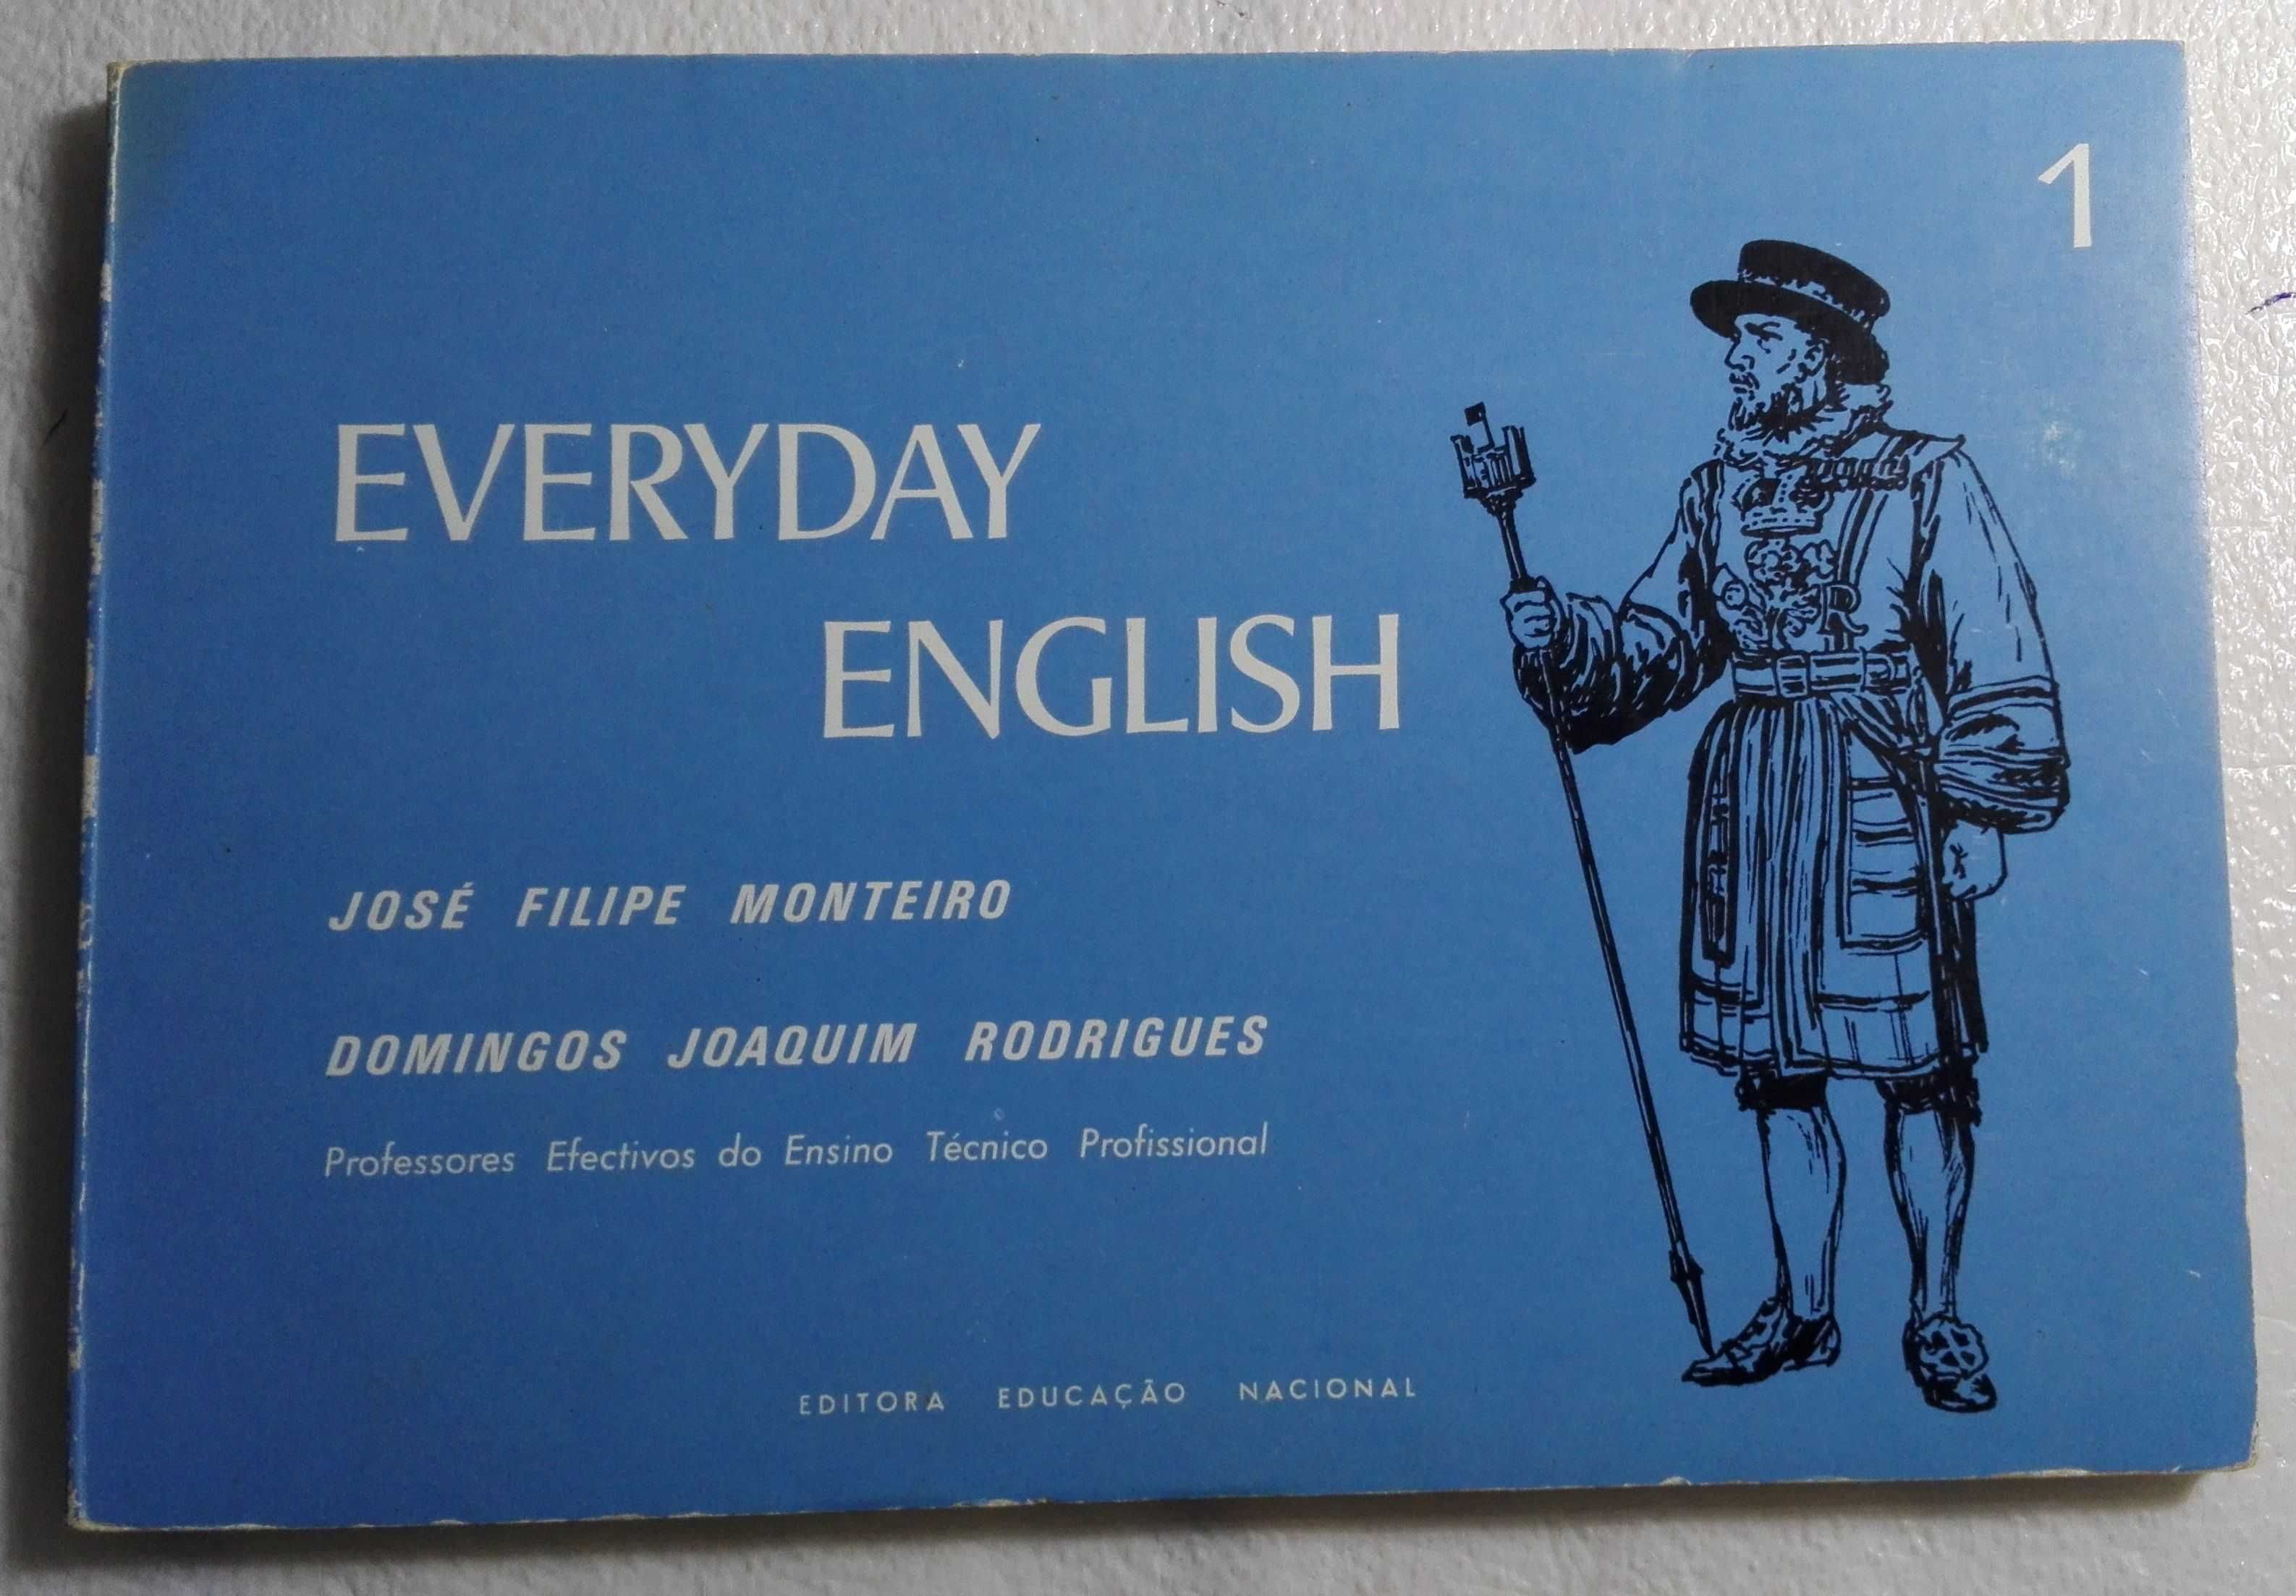 1
EVERYDAY
ENGLISH
JOSÉ FILIPE MONTEIRO
DOMINGOS JOAQUIM RODRIGUES
Professores Efectivos do Ensino Técnico Profissional
EDITORA EDUCAÇÃO NACIONAL